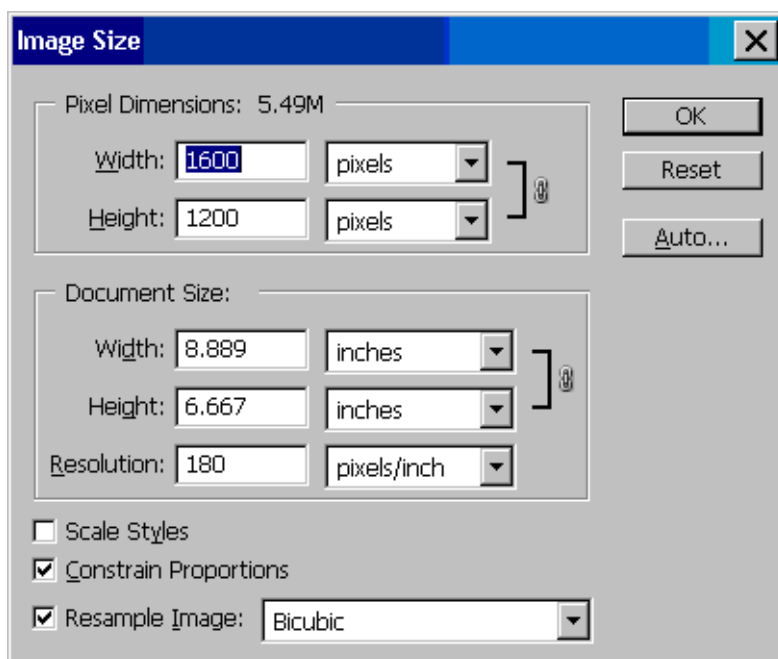 Image Size
Pixel Dimensions: 5.49M
Width: 1600 pixels
Height: 1200 pixels
OK
Reset
Auto...
Document Size:
Width: 8.889 inches
Height: 6.667 inches
Resolution: 180 pixels/inch
Scale Styles
Constrain Proportions
Resample Image: Bicubic